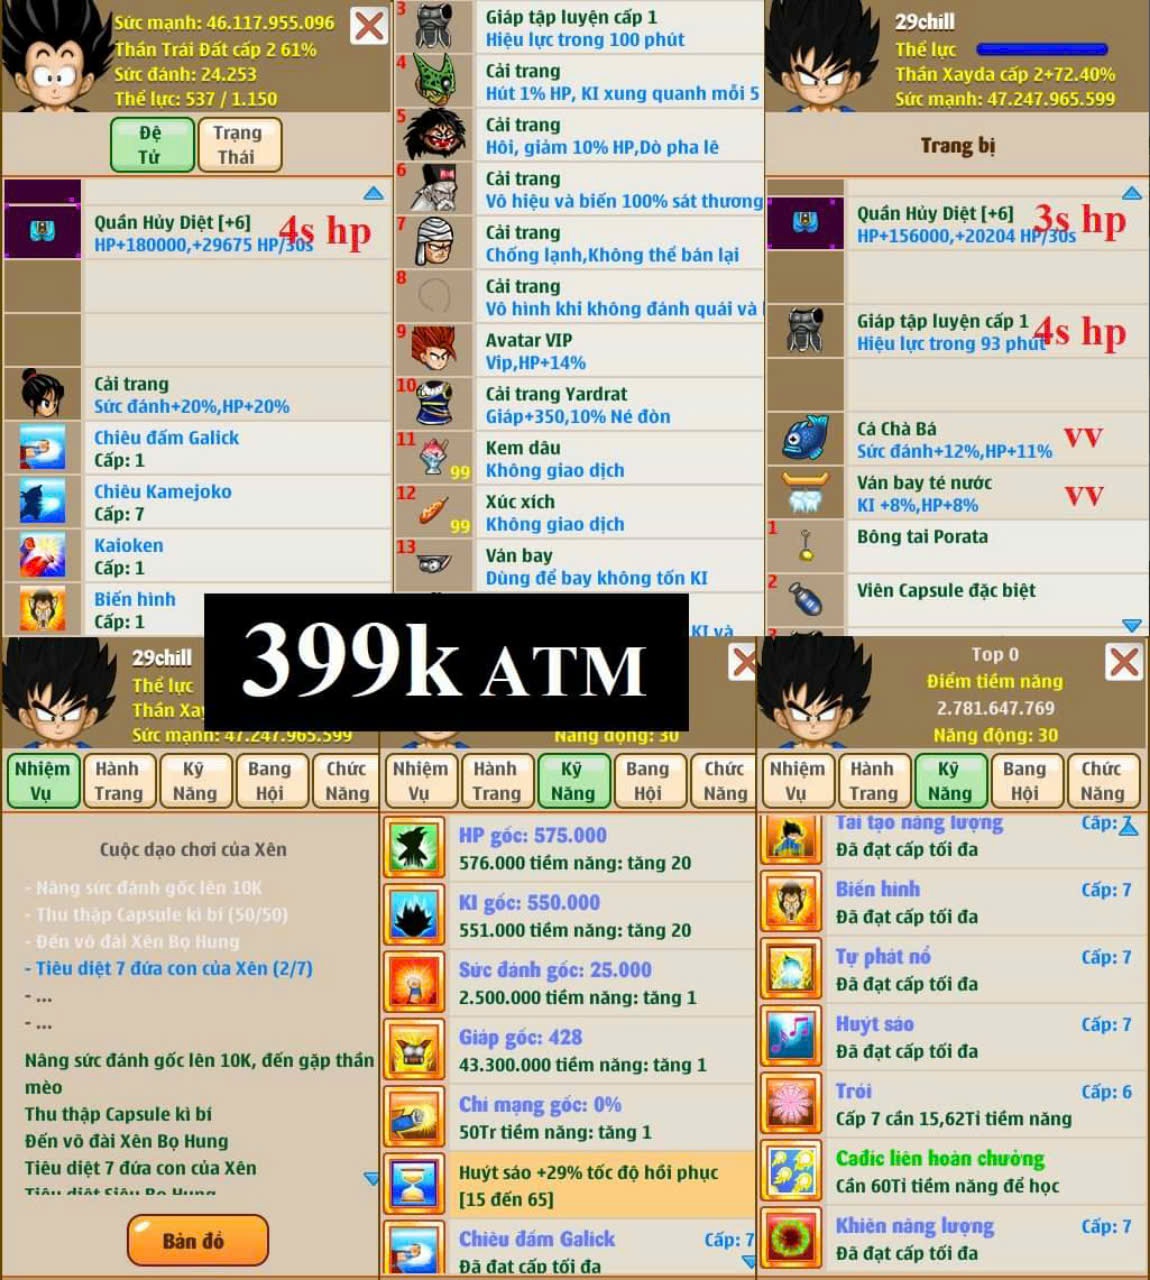 Sức mạnh: 46.117.955.096
Thần Trái Đất cấp 2 61%
Sức đánh: 24.253
Thể lực: 537 / 1.150
Đệ
Tử
Trạng
Thái
Quần Hủy Diệt [+6]
HP+180000,+29675 HP/30s
4s hp
Cải trang
Sức đánh+20%,HP+20%
Chiêu đấm Galick
Cấp: 1
Chiêu Kamejoko
Cấp: 7
Kaioken
Cấp: 1
Biến hình
Cấp: 1
3
Giáp tập luyện cấp 1
Hiệu lực trong 100 phút
4
Cải trang
Hút 1% HP, KI xung quanh mỗi 5
5
Cải trang
Hôi, giảm 10% HP,Dò pha lê
6
Cải trang
Vô hiệu và biến 100% sát thương
7
Cải trang
Chống lạnh,Không thể bán lại
8
Cải trang
Vô hình khi không đánh quái và
9
Avatar VIP
Vip,HP+14%
10
Cải trang Yardrat
Giáp+350,10% Né đòn
11
Kem dâu
99
Không giao dịch
12
Xúc xích
99
Không giao dịch
13
Ván bay
Dùng để bay không tốn KI
KI và
29chill
Thể lực
Thần Xayda cấp 2+72.40%
Sức mạnh: 47.247.965.599
Trang bị
Quần Hủy Diệt [+6]
HP+156000,+20204 HP/30s
3s hp
Giáp tập luyện cấp 1
Hiệu lực trong 93 phút
4s hp
Cá Chà Bá
Sức đánh+12%,HP+11%
vv
Ván bay té nước
KI +8%,HP+8%
vv
1
Bông tai Porata
2
Viên Capsule đặc biệt
399k ATM
29chill
Thể lực
Thần Xay
Sức mạnh: 47.247.965.599
Nhiệm
Vụ
Hành
Trang
Kỹ
Năng
Bang
Hội
Chức
Năng
Cuộc dạo chơi của Xên
- Nâng sức đánh gốc lên 10K
- Thu thập Capsule kì bí (50/50)
- Đến võ đài Xên Bọ Hung
- Tiêu diệt 7 đứa con của Xên (2/7)
- ...
- ...
Nâng sức đánh gốc lên 10K, đến gặp thần
mèo
Thu thập Capsule kì bí
Đến võ đài Xên Bọ Hung
Tiêu diệt 7 đứa con của Xên
Tiêu diệt Siêu Bọ Hung
Bản đồ
Năng động: 30
Nhiệm
Vụ
Hành
Trang
Kỹ
Năng
Bang
Hội
Chức
Năng
HP gốc: 575.000
576.000 tiềm năng: tăng 20
KI gốc: 550.000
551.000 tiềm năng: tăng 20
Sức đánh gốc: 25.000
2.500.000 tiềm năng: tăng 1
Giáp gốc: 428
43.300.000 tiềm năng: tăng 1
Chí mạng gốc: 0%
50Tr tiềm năng: tăng 1
Huýt sáo +29% tốc độ hồi phục
[15 đến 65]
Chiêu đấm Galick
Cấp: 7
Đã đạt cấp tối đa
Top 0
Điểm tiềm năng
2.781.647.769
Năng động: 30
Nhiệm
Vụ
Hành
Trang
Kỹ
Năng
Bang
Hội
Chức
Năng
Tái tạo năng lượng
Cấp: 7
Đã đạt cấp tối đa
Biến hình
Cấp: 7
Đã đạt cấp tối đa
Tự phát nổ
Cấp: 7
Đã đạt cấp tối đa
Huýt sáo
Cấp: 7
Đã đạt cấp tối đa
Trói
Cấp: 6
Cấp 7 cần 15,62Tỉ tiềm năng
Cađíc liên hoàn chưởng
Cần 60Tỉ tiềm năng để học
Khiên năng lượng
Cấp: 7
Đã đạt cấp tối đa